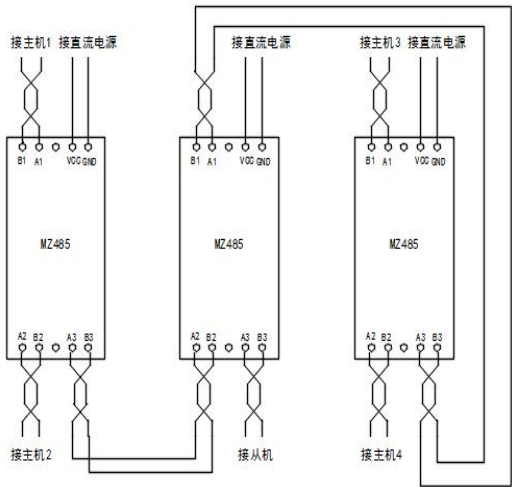 接主机1 接直流电源 接直流电源 接主机3 接直流电源
B1 A1 VCC GND B1 A1 VCC GND B1 A1 VCC GND
MZ485 MZ485 MZ485
A2 B2 A3 B3 A2 B2 A3 B3 A2 B2 A3 B3
接主机2 接从机 接主机4